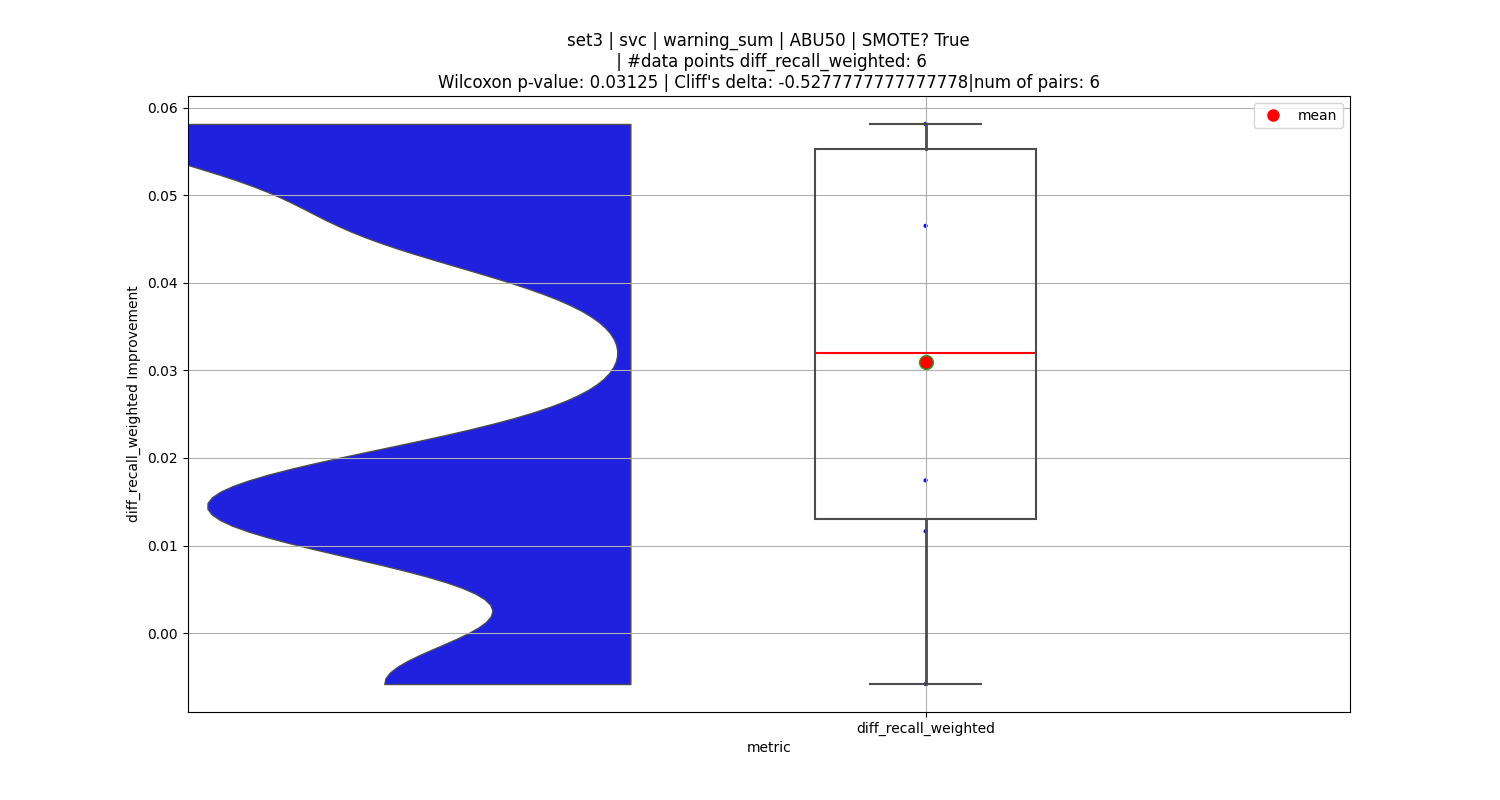 set3 | svc | warning_sum | ABU50 | SMOTE? True
| #data points diff_recall_weighted: 6
Wilcoxon p-value: 0.03125 | Cliff's delta: -0.5277777777777778|num of pairs: 6
mean
0.06
0.05
0.04
0.03
0.02
0.01
0.00
diff_recall_weighted Improvement
diff_recall_weighted
metric